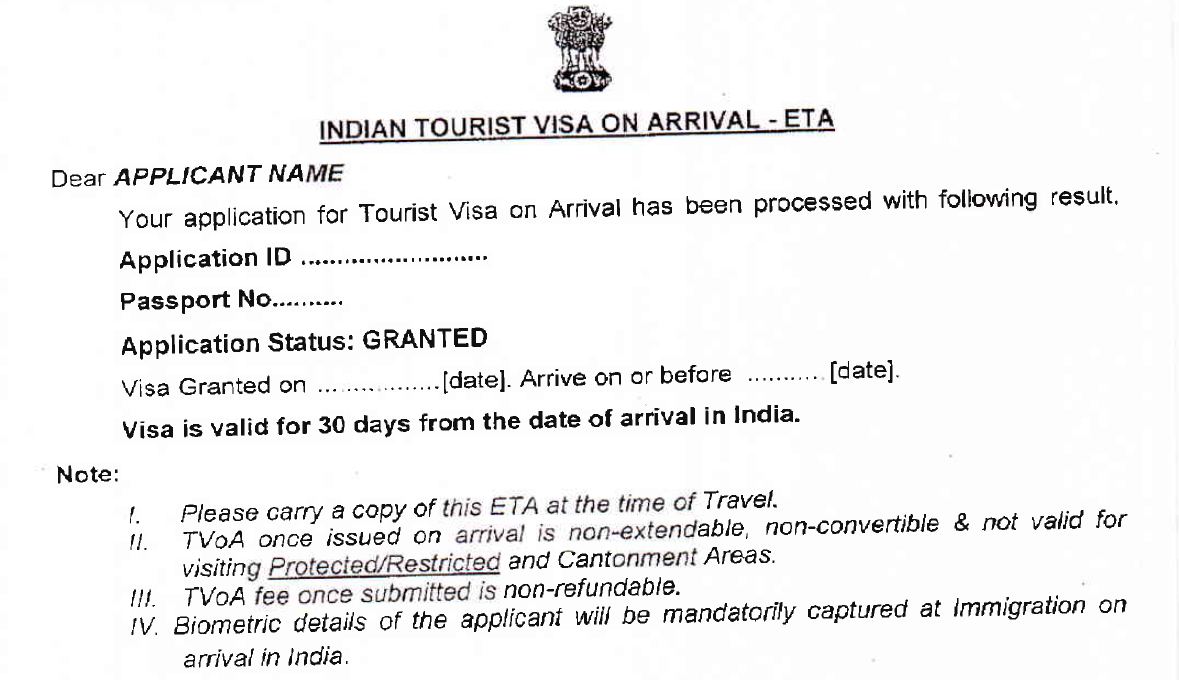 INDIAN TOURIST VISA ON ARRIVAL - ETA
Dear APPLICANT NAME
Your application for Tourist Visa on Arrival has been processed with following result.
Application ID ..........................
Passport No..........
Application Status: GRANTED
Visa Granted on .................[date]. Arrive on or before ........... [date].
Visa is valid for 30 days from the date of arrival in India.
Note:
I. Please carry a copy of this ETA at the time of Travel.
II. TVoA once issued on arrival is non-extendable, non-convertible & not valid for
visiting Protected/Restricted and Cantonment Areas.
III. TVoA fee once submitted is non-refundable.
IV. Biometric details of the applicant will be mandatorily captured at Immigration on
arrival in India.